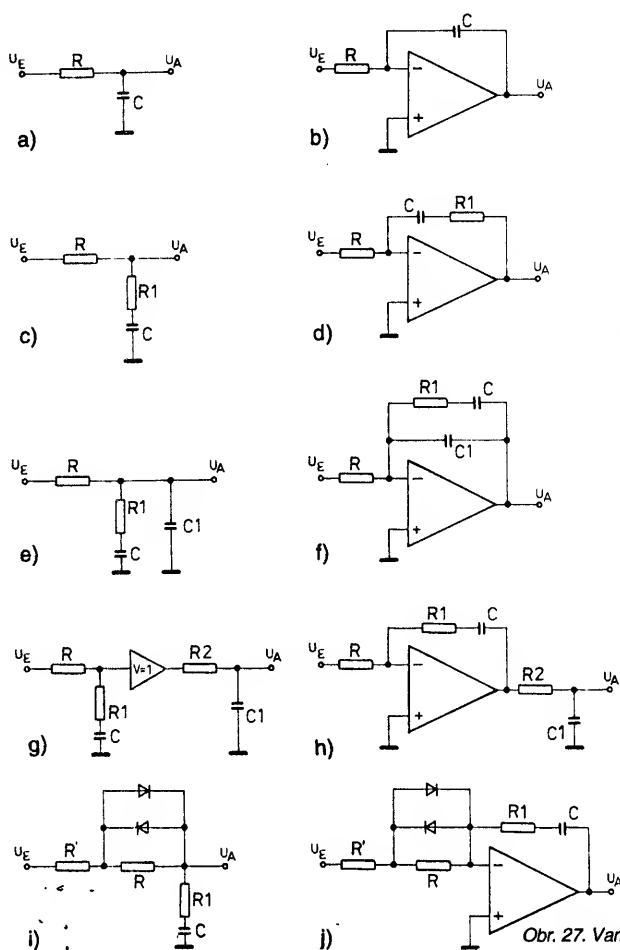 U_E R U_A
C
a)
U_E R C
− +
U_A
b)
U_E R U_A
R1
C
c)
C R1
U_E R
− +
U_A
d)
U_E R U_A
R1
C C1
e)
R1 C
C1
U_E R
− +
U_A
f)
U_E R V=1 R2 U_A
R1
C C1
g)
R1 C
U_E R
− +
R2 U_A
C1
h)
U_E R' R U_A
R1
C
i)
R1 C
U_E R' R
− +
U_A
j)
Obr. 27. Var